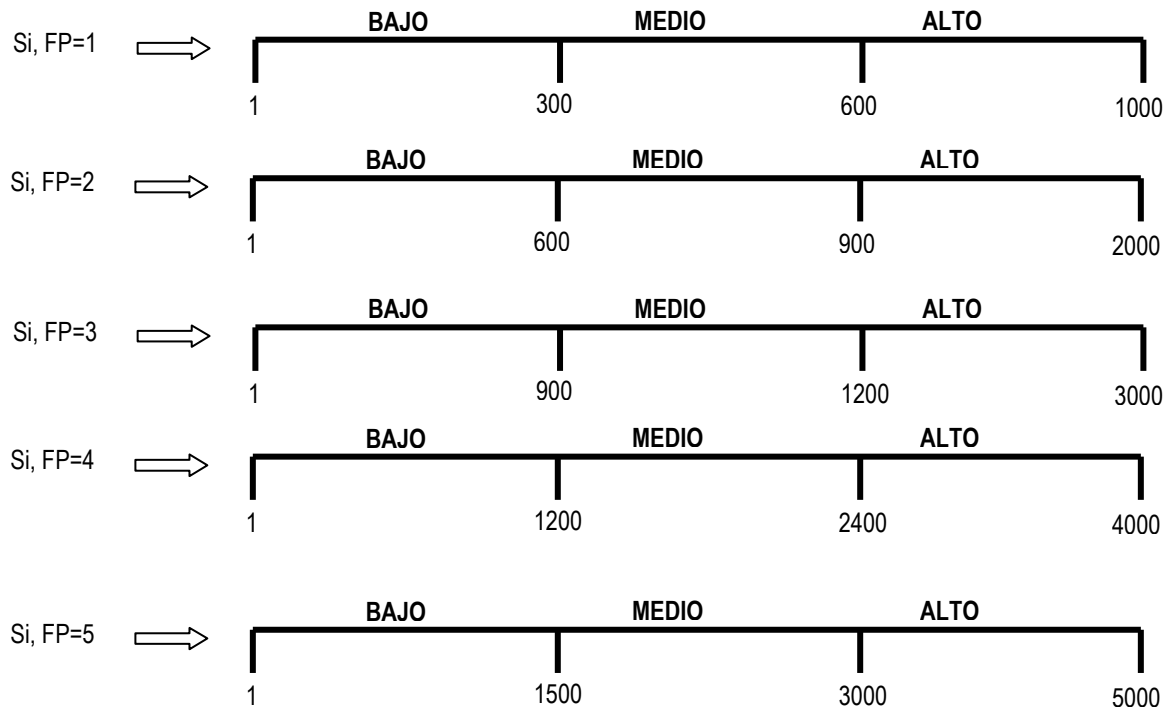 BAJO MEDIO ALTO
Si, FP=1
1 300 600 1000
BAJO MEDIO ALTO
Si, FP=2
1 600 900 2000
BAJO MEDIO ALTO
Si, FP=3
1 900 1200 3000
BAJO MEDIO ALTO
Si, FP=4
1 1200 2400 4000
BAJO MEDIO ALTO
Si, FP=5
1 1500 3000 5000